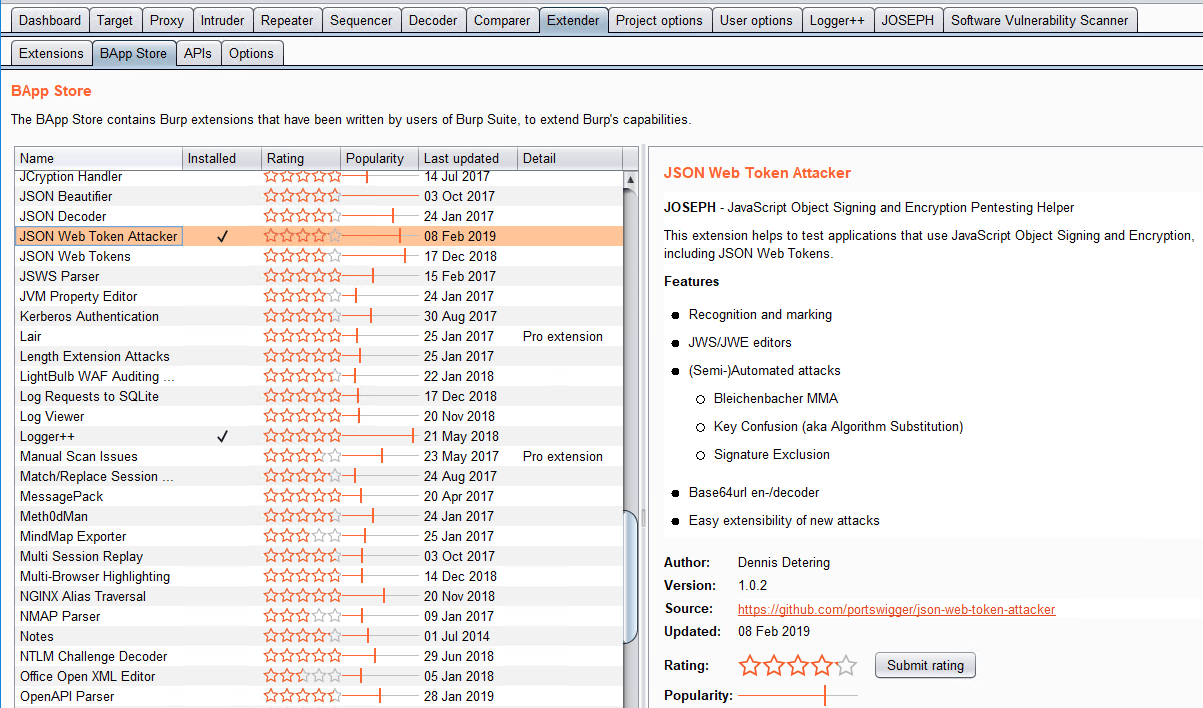 Dashboard Target Proxy Intruder Repeater Sequencer Decoder Comparer Extender Project options User options Logger++ JOSEPH Software Vulnerability Scanner
Extensions BApp Store APIs Options
BApp Store
The BApp Store contains Burp extensions that have been written by users of Burp Suite, to extend Burp's capabilities.
Name Installed Rating Popularity Last updated Detail
JCryption Handler 14 Jul 2017
JSON Beautifier 03 Oct 2017
JSON Decoder 24 Jan 2017
JSON Web Token Attacker ✓ 08 Feb 2019
JSON Web Tokens 17 Dec 2018
JSWS Parser 15 Feb 2017
JVM Property Editor 24 Jan 2017
Kerberos Authentication 30 Aug 2017
Lair 25 Jan 2017 Pro extension
Length Extension Attacks 25 Jan 2017
LightBulb WAF Auditing ... 22 Jan 2018
Log Requests to SQLite 17 Dec 2018
Log Viewer 20 Nov 2018
Logger++ ✓ 21 May 2018
Manual Scan Issues 23 May 2017 Pro extension
Match/Replace Session ... 24 Aug 2017
MessagePack 20 Apr 2017
Meth0dMan 24 Jan 2017
MindMap Exporter 25 Jan 2017
Multi Session Replay 03 Oct 2017
Multi-Browser Highlighting 14 Dec 2018
NGINX Alias Traversal 20 Nov 2018
NMAP Parser 09 Jan 2017
Notes 01 Jul 2014
NTLM Challenge Decoder 29 Jun 2018
Office Open XML Editor 05 Jan 2018
OpenAPI Parser 28 Jan 2019
JSON Web Token Attacker
JOSEPH - JavaScript Object Signing and Encryption Pentesting Helper
This extension helps to test applications that use JavaScript Object Signing and Encryption,
including JSON Web Tokens.
Features
Recognition and marking
JWS/JWE editors
(Semi-)Automated attacks
Bleichenbacher MMA
Key Confusion (aka Algorithm Substitution)
Signature Exclusion
Base64url en-/decoder
Easy extensibility of new attacks
Author: Dennis Detering
Version: 1.0.2
Source: https://github.com/portswigger/json-web-token-attacker
Updated: 08 Feb 2019
Rating: Submit rating
Popularity: